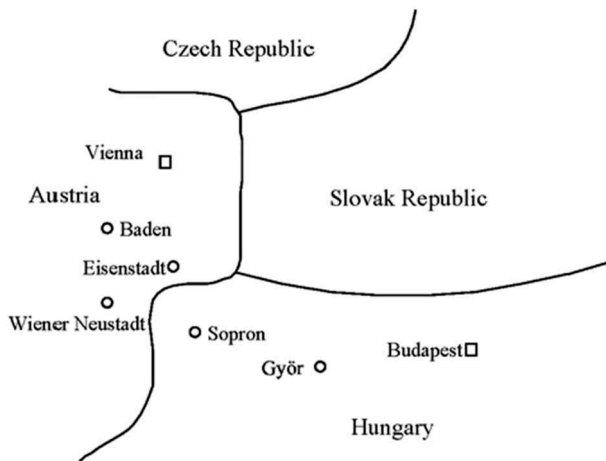 Czech Republic
Vienna
Austria
Slovak Republic
Baden
Eisenstadt
Wiener Neustadt
Sopron
Budapest
Györ
Hungary